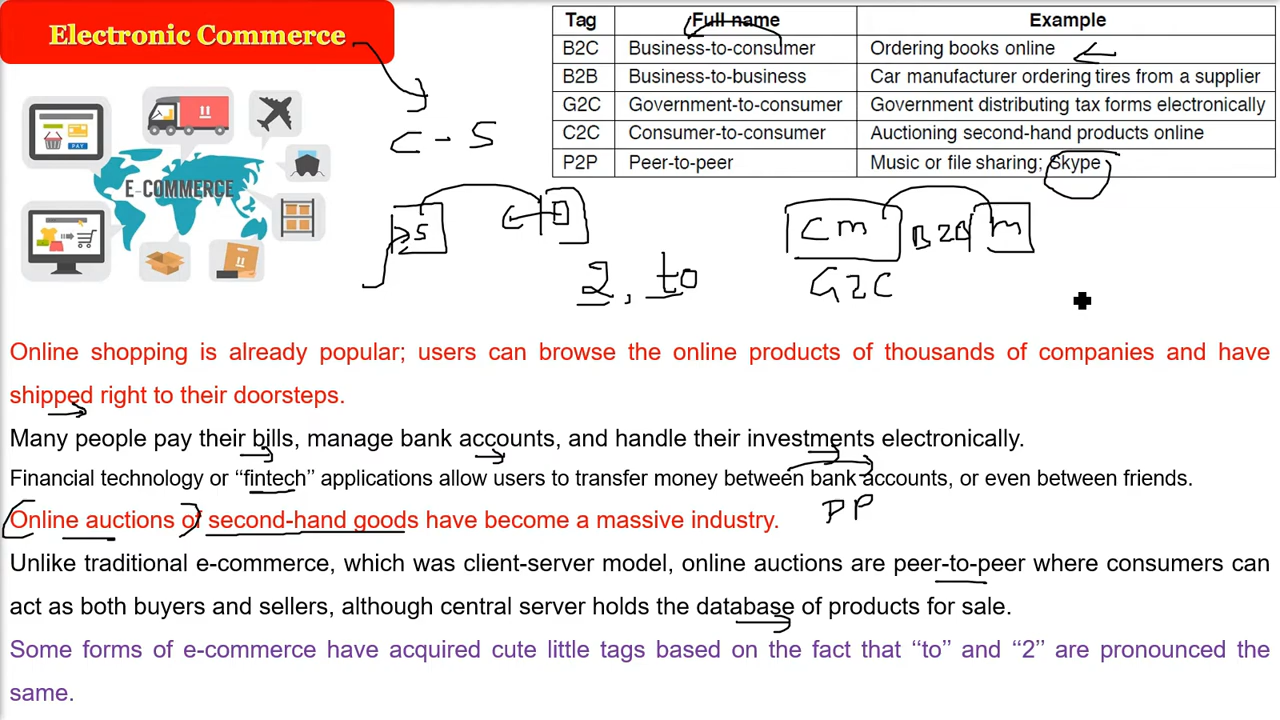 Electronic Commerce
Tag Full name Example
B2C Business-to-consumer Ordering books online
B2B Business-to-business Car manufacturer ordering tires from a supplier
G2C Government-to-consumer Government distributing tax forms electronically
C2C Consumer-to-consumer Auctioning second-hand products online
P2P Peer-to-peer Music or file sharing; Skype
PAY
E-COMMERCE
C - S
S
CM B2B M
2, to
G2C
Online shopping is already popular; users can browse the online products of thousands of companies and have
shipped right to their doorsteps.
Many people pay their bills, manage bank accounts, and handle their investments electronically.
Financial technology or “fintech” applications allow users to transfer money between bank accounts, or even between friends.
PP
Online auctions of second-hand goods have become a massive industry.
Unlike traditional e-commerce, which was client-server model, online auctions are peer-to-peer where consumers can
act as both buyers and sellers, although central server holds the database of products for sale.
Some forms of e-commerce have acquired cute little tags based on the fact that “to” and “2” are pronounced the
same.